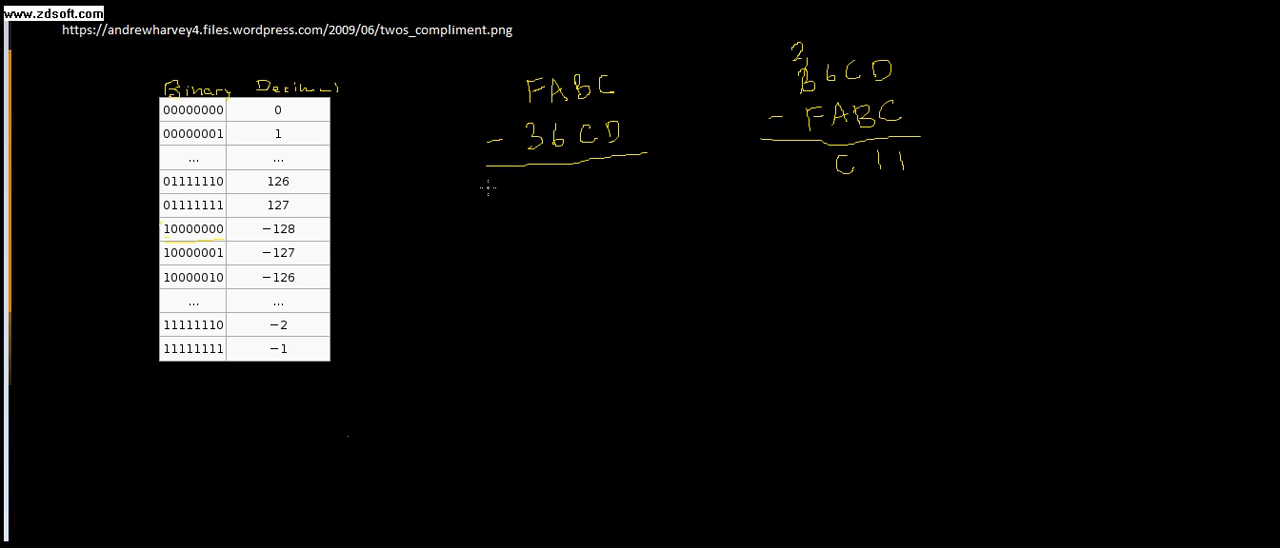 www.zdsoft.com
https://andrewharvey4.files.wordpress.com/2009/06/twos_compliment.png
Binary Decimal
00000000 0
00000001 1
... ...
01111110 126
01111111 127
10000000 −128
10000001 −127
10000010 −126
... ...
11111110 −2
11111111 −1
FABC
- 36CD
2
36CD
- FABC
C11